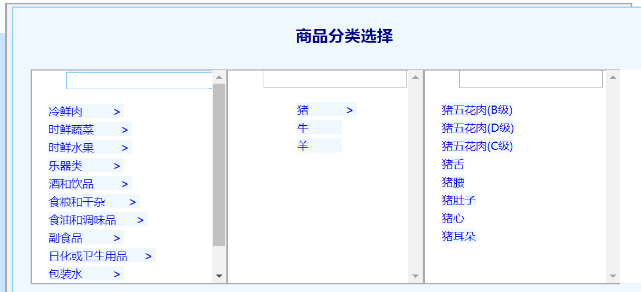 商品分类选择
冷鲜肉 >
时鲜蔬菜 >
时鲜水果 >
乐器类 >
酒和饮品 >
食粮和干杂 >
食油和调味品 >
副食品 >
日化或卫生用品 >
包装水 >
猪 >
牛
羊
猪五花肉(B级)
猪五花肉(D级)
猪五花肉(C级)
猪舌
猪腰
猪肚子
猪心
猪耳朵